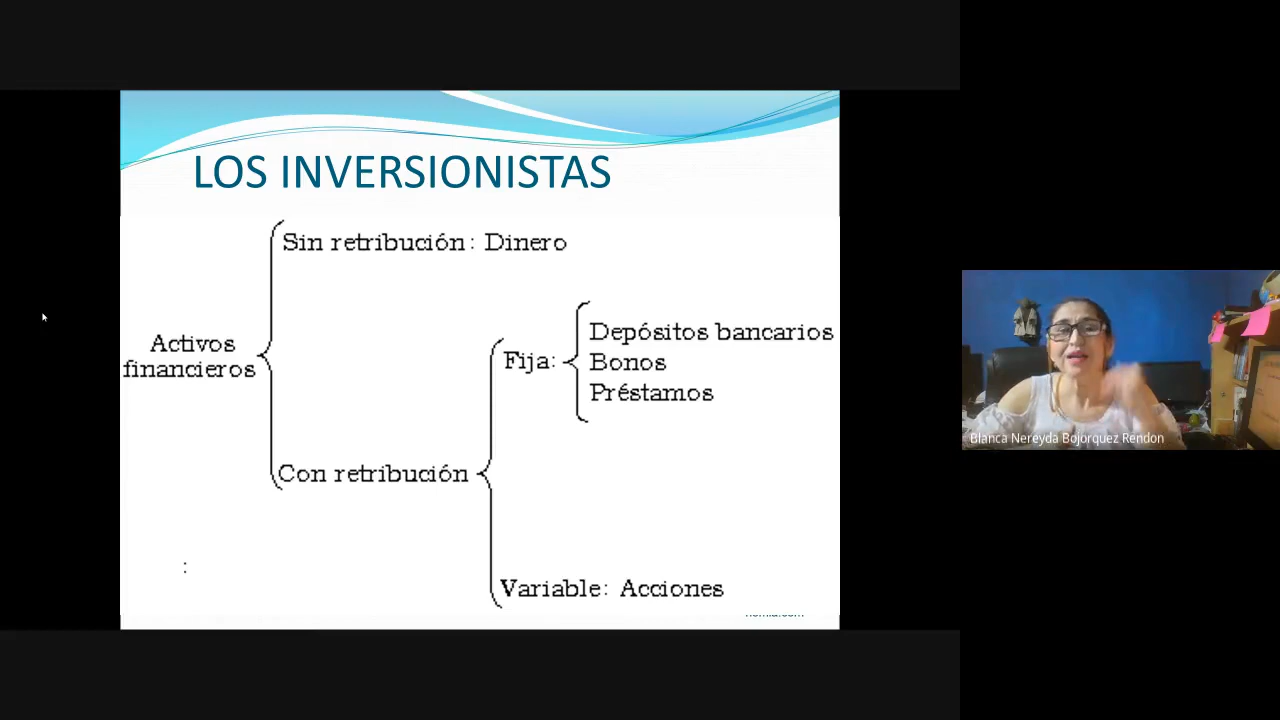 LOS INVERSIONISTAS
Sin retribución: Dinero
Activos
financieros
Fija:
Depósitos bancarios
Bonos
Préstamos
Con retribución
:
Variable: Acciones
Blanca Nereyda Bojorquez Rendon